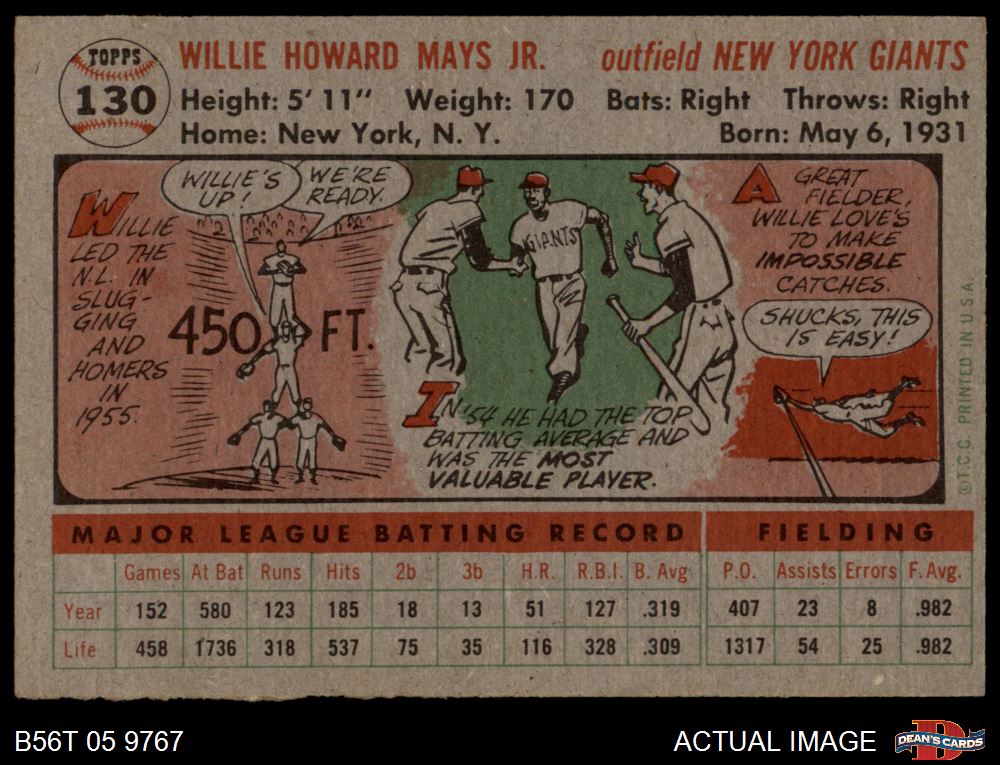 TOPPS
130
WILLIE HOWARD MAYS JR. outfield NEW YORK GIANTS
Height: 5' 11" Weight: 170 Bats: Right Throws: Right
Home: New York, N. Y. Born: May 6, 1931
WILLIE
LED THE
N.L. IN
SLUG-
GING
AND
HOMERS
IN
1955.
WILLIE'S
UP!
WE'RE
READY.
450 FT.
GIANTS
IN '54 HE HAD THE TOP
BATTING AVERAGE AND
WAS THE MOST
VALUABLE PLAYER.
A GREAT
FIELDER,
WILLIE LOVE'S
TO MAKE
IMPOSSIBLE
CATCHES.
SHUCKS, THIS
IS EASY!
©T.C.G. PRINTED IN U.S.A.
MAJOR LEAGUE BATTING RECORD FIELDING
Games At Bat Runs Hits 2b 3b H.R. R.B.I. B. Avg P.O. Assists Errors F. Avg.
Year 152 580 123 185 18 13 51 127 .319 407 23 8 .982
Life 458 1736 318 537 75 35 116 328 .309 1317 54 25 .982
B56T 05 9767 ACTUAL IMAGE DEAN'S CARDS